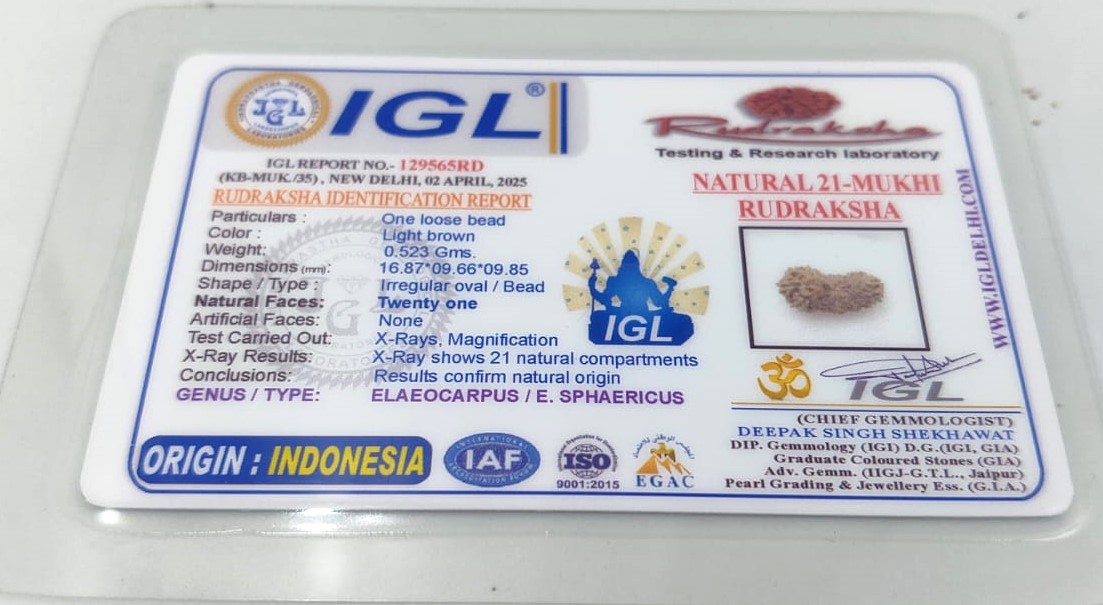 IGL®
Rudraksha
Testing & Research laboratory
IGL REPORT NO.- 129565RD
(KB-MUK./35) , NEW DELHI, 02 APRIL, 2025
RUDRAKSHA IDENTIFICATION REPORT
Particulars : One loose bead
Color : Light brown
Weight: 0.523 Gms.
Dimensions (mm): 16.87*09.66*09.85
Shape / Type : Irregular oval / Bead
Natural Faces: Twenty one
Artificial Faces: None
Test Carried Out: X-Rays, Magnification
X-Ray Results: X-Ray shows 21 natural compartments
Conclusions: Results confirm natural origin
GENUS / TYPE: ELAEOCARPUS / E. SPHAERICUS
IGL
NATURAL 21-MUKHI
RUDRAKSHA
WWW.IGLDELHI.COM
ॐ
IGL
(CHIEF GEMMOLOGIST)
DEEPAK SINGH SHEKHAWAT
DIP. Gemmology (IGI) D.G.(IGI, GIA)
Graduate Coloured Stones (GIA)
Adv. Gemm. (IIGJ-G.T.L., Jaipur)
Pearl Grading & Jewellery Ess. (G.I.A.)
ORIGIN : INDONESIA
INTERNATIONAL
IAF
ACCREDITATION FORUM
ISO
9001:2015
EGAC